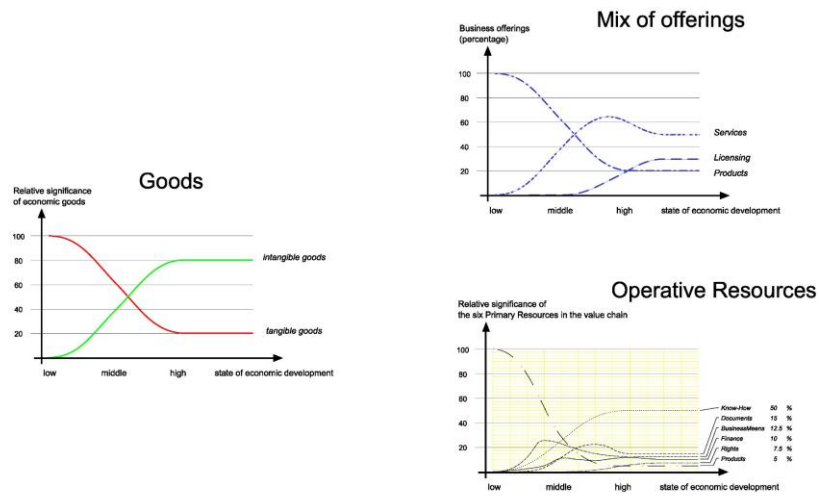 Mix of offerings
Business offerings
(percentage)
100
80
60
40
20
Services
Licensing
Products
low middle high state of economic development
Goods
Relative significance
of economic goods
100
80
60
40
20
intangible goods
tangible goods
low middle high state of economic development
Operative Resources
Relative significance of
the six Primary Resources in the value chain
100
80
60
40
20
Know-How 50 %
Documents 15 %
BusinessMeans 12.5 %
Finance 10 %
Rights 7.5 %
Products 5 %
low middle high state of economic development